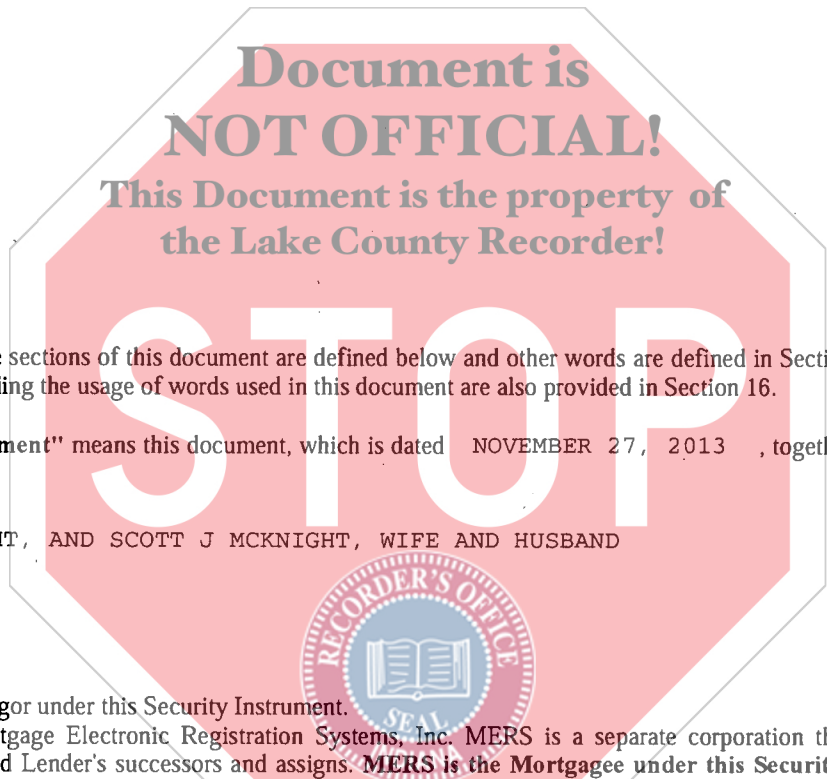 Document is
NOT OFFICIAL!
This Document is the property of
the Lake County Recorder!
STOP
sections of this document are defined below and other words are defined in Secti
ing the usage of words used in this document are also provided in Section 16.
ment" means this document, which is dated NOVEMBER 27, 2013 , togeth
HT, AND SCOTT J MCKNIGHT, WIFE AND HUSBAND
RECORDER'S OFFICE
SEAL
INDIANA
gor under this Security Instrument.
tgage Electronic Registration Systems, Inc. MERS is a separate corporation th
d Lender's successors and assigns. MERS is the Mortgagee under this Securit